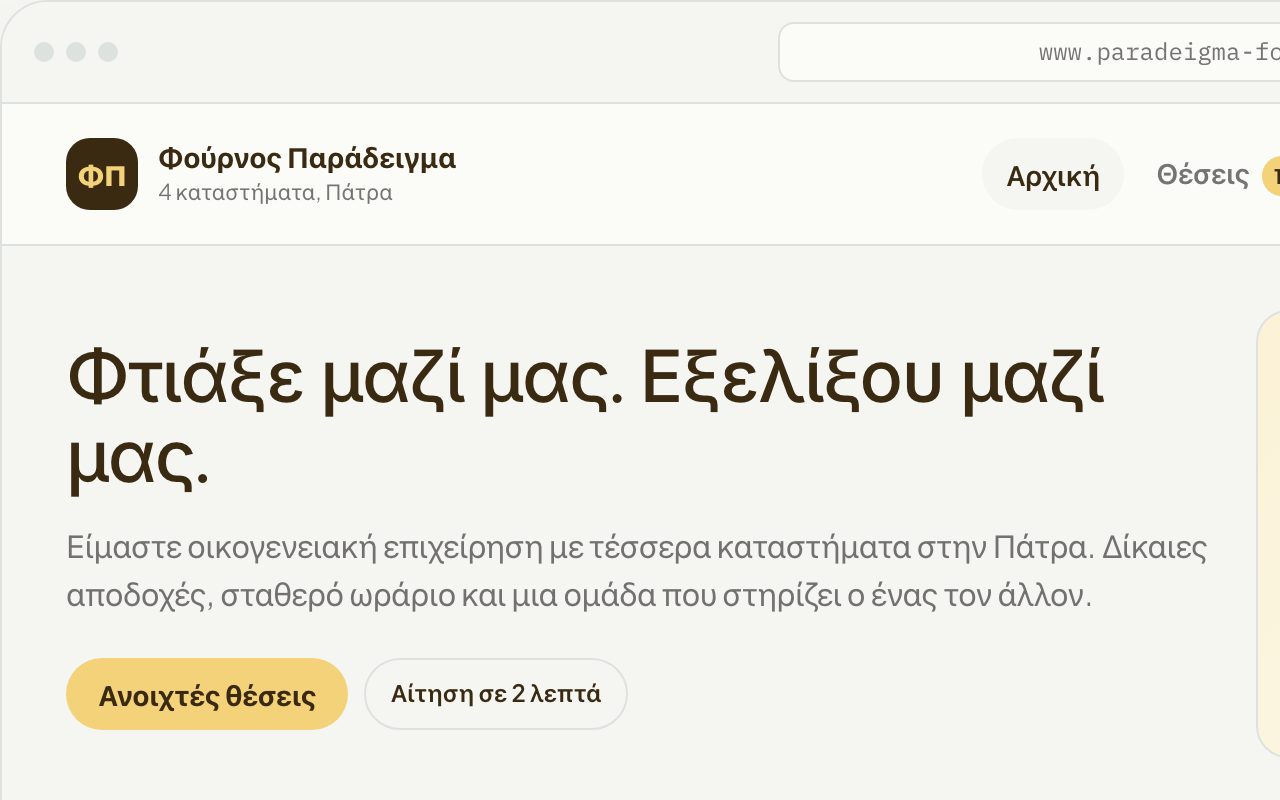 www.paradeigma-fo
ΦΠ
Φούρνος Παράδειγμα
4 καταστήματα, Πάτρα
Αρχική
Θέσεις
Φτιάξε μαζί μας. Εξελίξου μαζί
μας.
Είμαστε οικογενειακή επιχείρηση με τέσσερα καταστήματα στην Πάτρα. Δίκαιες
αποδοχές, σταθερό ωράριο και μια ομάδα που στηρίζει ο ένας τον άλλον.
Ανοιχτές θέσεις
Αίτηση σε 2 λεπτά